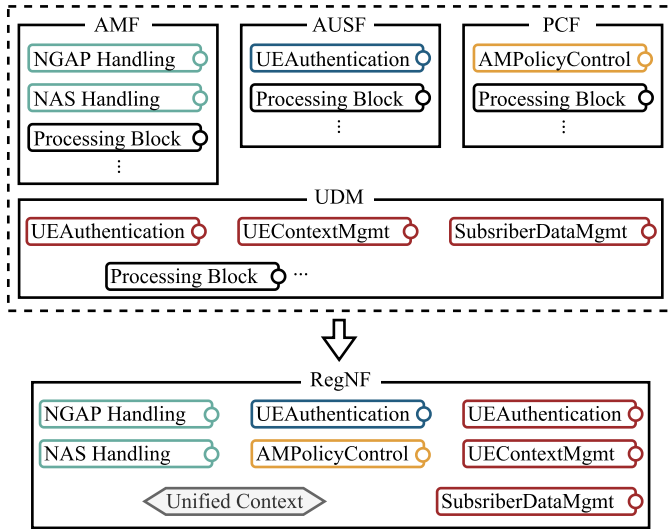 AMF AUSF PCF
NGAP Handling UEAuthentication AMPolicyControl
NAS Handling Processing Block Processing Block
Processing Block ⋮ ⋮
⋮
UDM
UEAuthentication UEContextMgmt SubsriberDataMgmt
Processing Block ...
RegNF
NGAP Handling UEAuthentication UEAuthentication
NAS Handling AMPolicyControl UEContextMgmt
Unified Context SubsriberDataMgmt